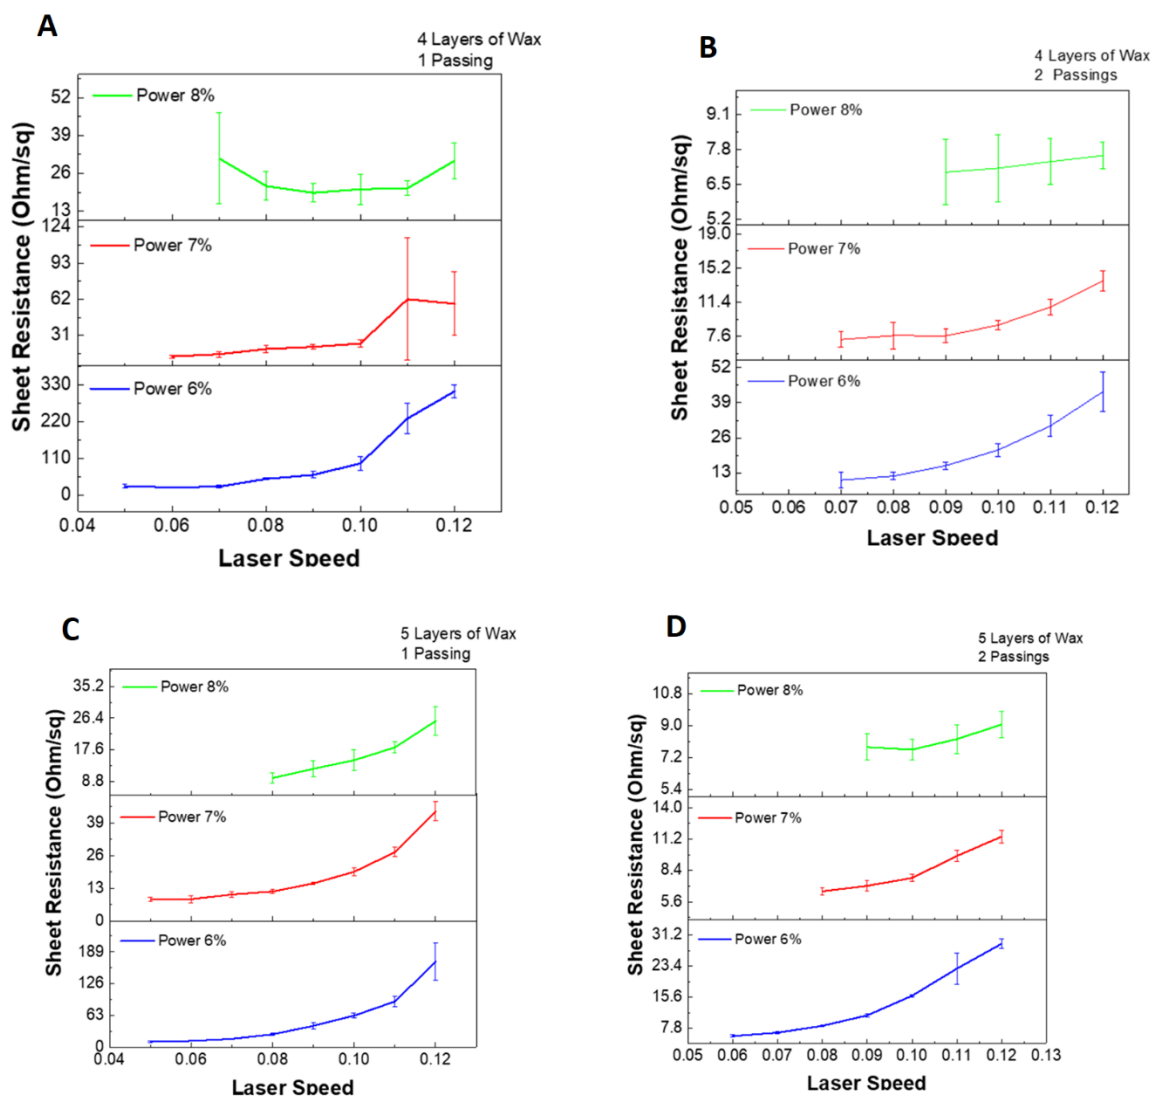 A
4 Layers of Wax
1 Passing
Sheet Resistance (Ohm/sq)
Power 8%
52
39
26
13
Power 7%
124
93
62
31
Power 6%
330
220
110
0
0.04 0.06 0.08 0.10 0.12
Laser Speed
B
4 Layers of Wax
2 Passings
Sheet Resistance (Ohm/sq)
Power 8%
9.1
7.8
6.5
5.2
Power 7%
19.0
15.2
11.4
7.6
Power 6%
52
39
26
13
0.05 0.06 0.07 0.08 0.09 0.10 0.11 0.12
Laser Speed
C
5 Layers of Wax
1 Passing
Sheet Resistance (Ohm/sq)
Power 8%
35.2
26.4
17.6
8.8
Power 7%
39
26
13
0
Power 6%
189
126
63
0
0.04 0.06 0.08 0.10 0.12
Laser Speed
D
5 Layers of Wax
2 Passings
Sheet Resistance (Ohm/sq)
Power 8%
10.8
9.0
7.2
5.4
Power 7%
14.0
11.2
8.4
5.6
Power 6%
31.2
23.4
15.6
7.8
0.05 0.06 0.07 0.08 0.09 0.10 0.11 0.12 0.13
Laser Speed